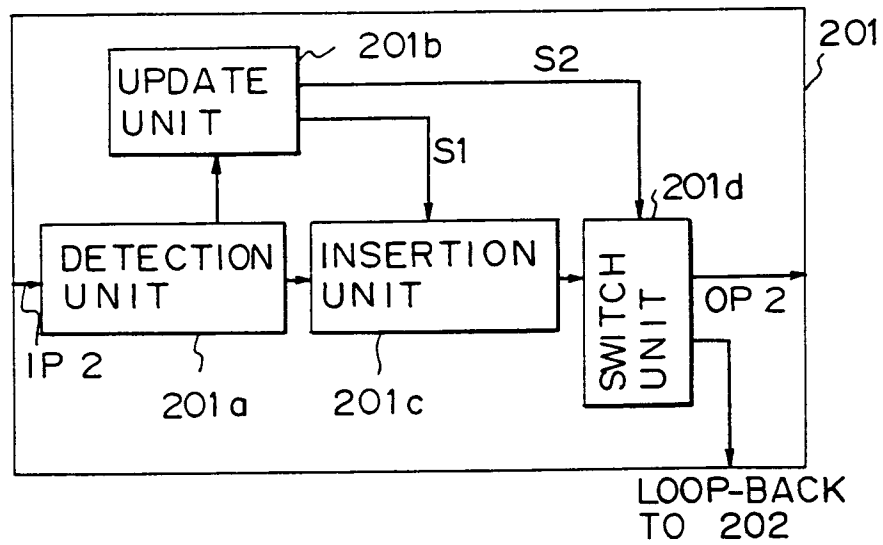 201b
201
UPDATE
UNIT
S2
S1
201d
DETECTION
UNIT
INSERTION
UNIT
SWITCH
UNIT
OP 2
IP 2
201a
201c
LOOP-BACK
TO 202